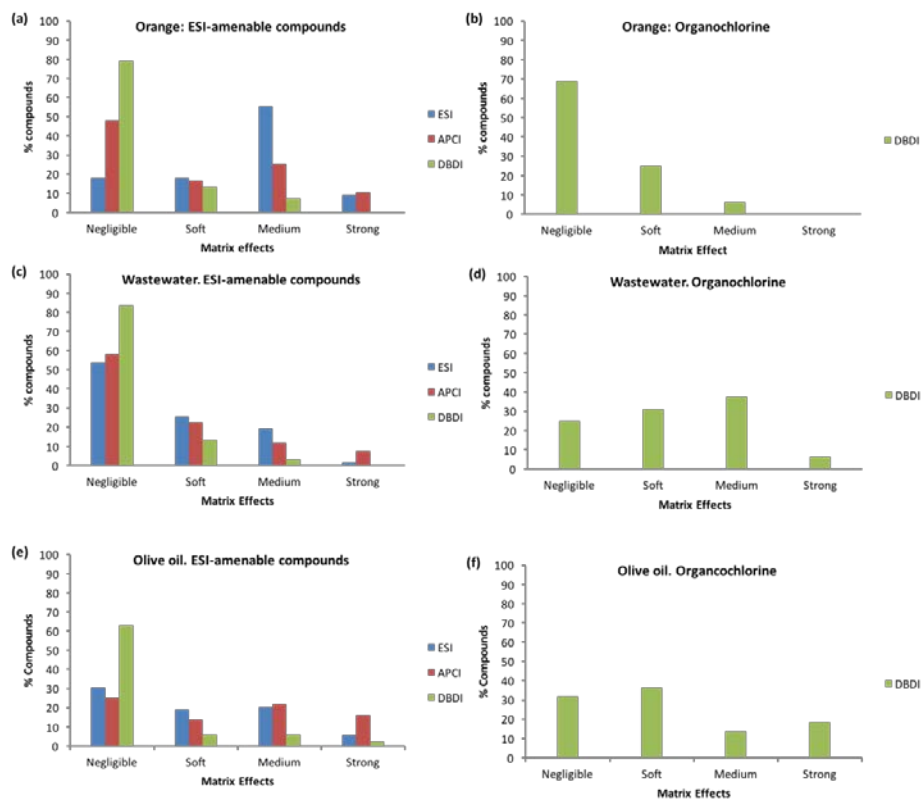 (a)
Orange: ESI-amenable compounds
% compounds
100
90
80
70
60
50
40
30
20
10
0
Negligible Soft Medium Strong
Matrix effects
ESI
APCI
DBDI
(b)
Orange: Organochlorine
% compounds
100
90
80
70
60
50
40
30
20
10
0
Negligible Soft Medium Strong
Matrix Effect
DBDI
(c)
Wastewater. ESI-amenable compounds
% compounds
100
90
80
70
60
50
40
30
20
10
0
Negligible Soft Medium Strong
Matrix Effects
ESI
APCI
DBDI
(d)
Wastewater. Organochlorine
% compounds
100
90
80
70
60
50
40
30
20
10
0
Negligible Soft Medium Strong
Matrix Effects
DBDI
(e)
Olive oil. ESI-amenable compounds
% Compounds
100
90
80
70
60
50
40
30
20
10
0
Negligible Soft Medium Strong
Matrix Effects
ESI
APCI
DBDI
(f)
Olive oil. Organcochlorine
% Compounds
100
90
80
70
60
50
40
30
20
10
0
Negligible Soft Medium Strong
Matrix Effects
DBDI